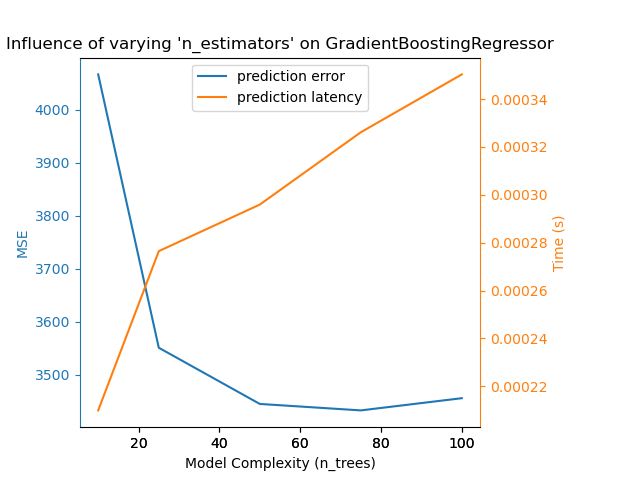 Influence of varying 'n_estimators' on GradientBoostingRegressor
prediction error
prediction latency
MSE
4000
3900
3800
3700
3600
3500
Time (s)
0.00034
0.00032
0.00030
0.00028
0.00026
0.00024
0.00022
20 40 60 80 100
Model Complexity (n_trees)